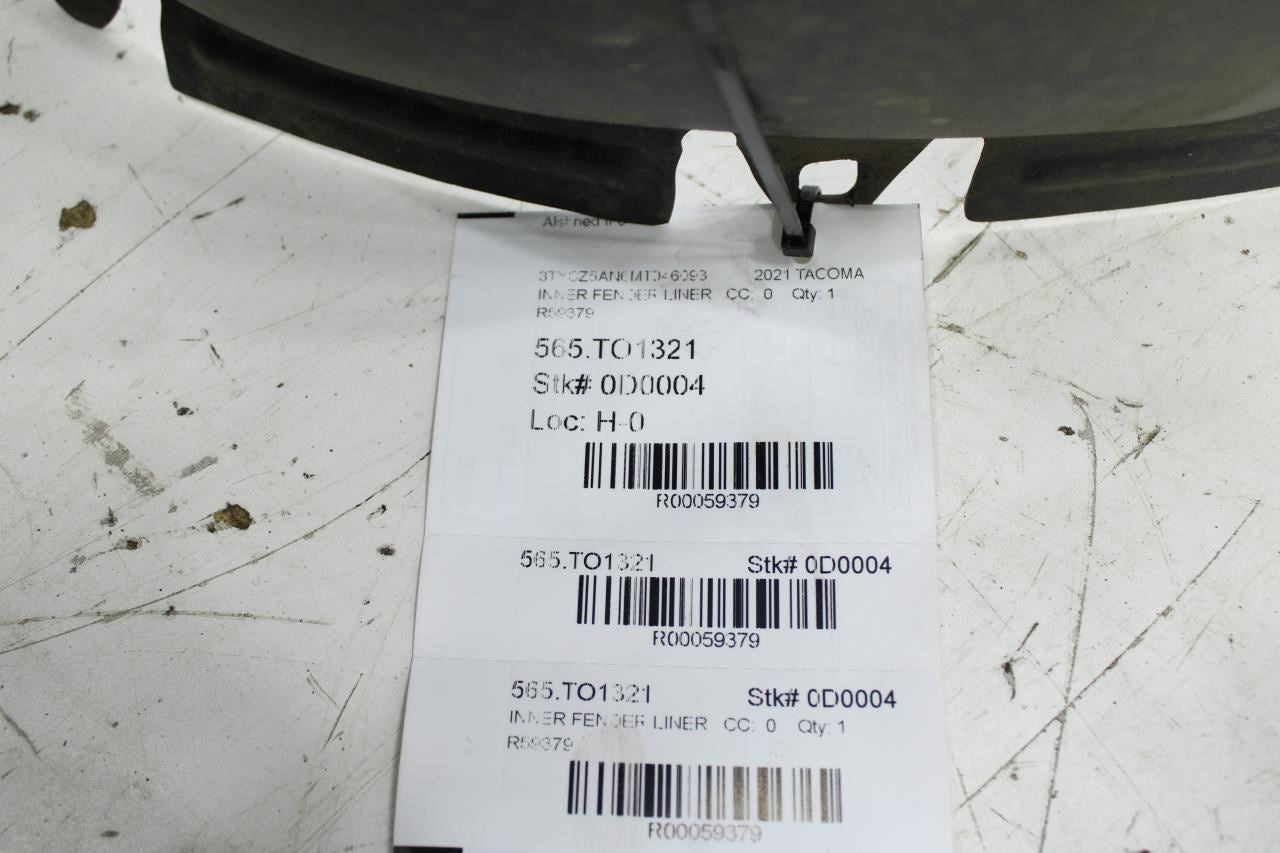 3TYCZ5AN6MT046093 2021 TACOMA
INNER FENDER LINER CC: 0 Qty: 1
R59379
565.TO1321
Stk# 0D0004
Loc: H-0
R00059379
565.TO1321 Stk# 0D0004
R00059379
565.TO1321 Stk# 0D0004
INNER FENDER LINER CC: 0 Qty: 1
R59379
R00059379